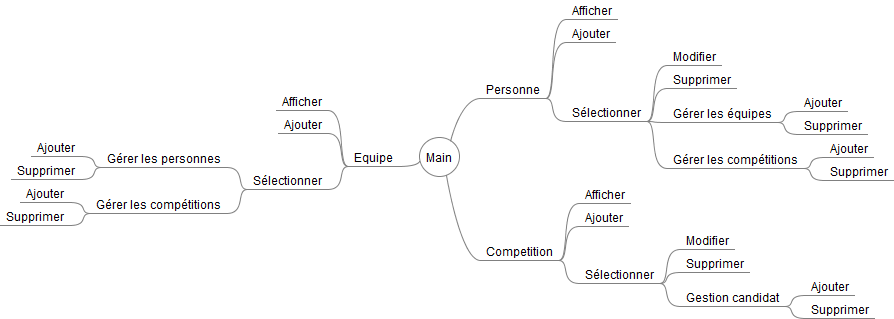 Main
Personne
Afficher
Ajouter
Sélectionner
Modifier
Supprimer
Gérer les équipes
Ajouter
Supprimer
Gérer les compétitions
Ajouter
Supprimer
Competition
Afficher
Ajouter
Sélectionner
Modifier
Supprimer
Gestion candidat
Ajouter
Supprimer
Equipe
Afficher
Ajouter
Sélectionner
Gérer les personnes
Ajouter
Supprimer
Gérer les compétitions
Ajouter
Supprimer